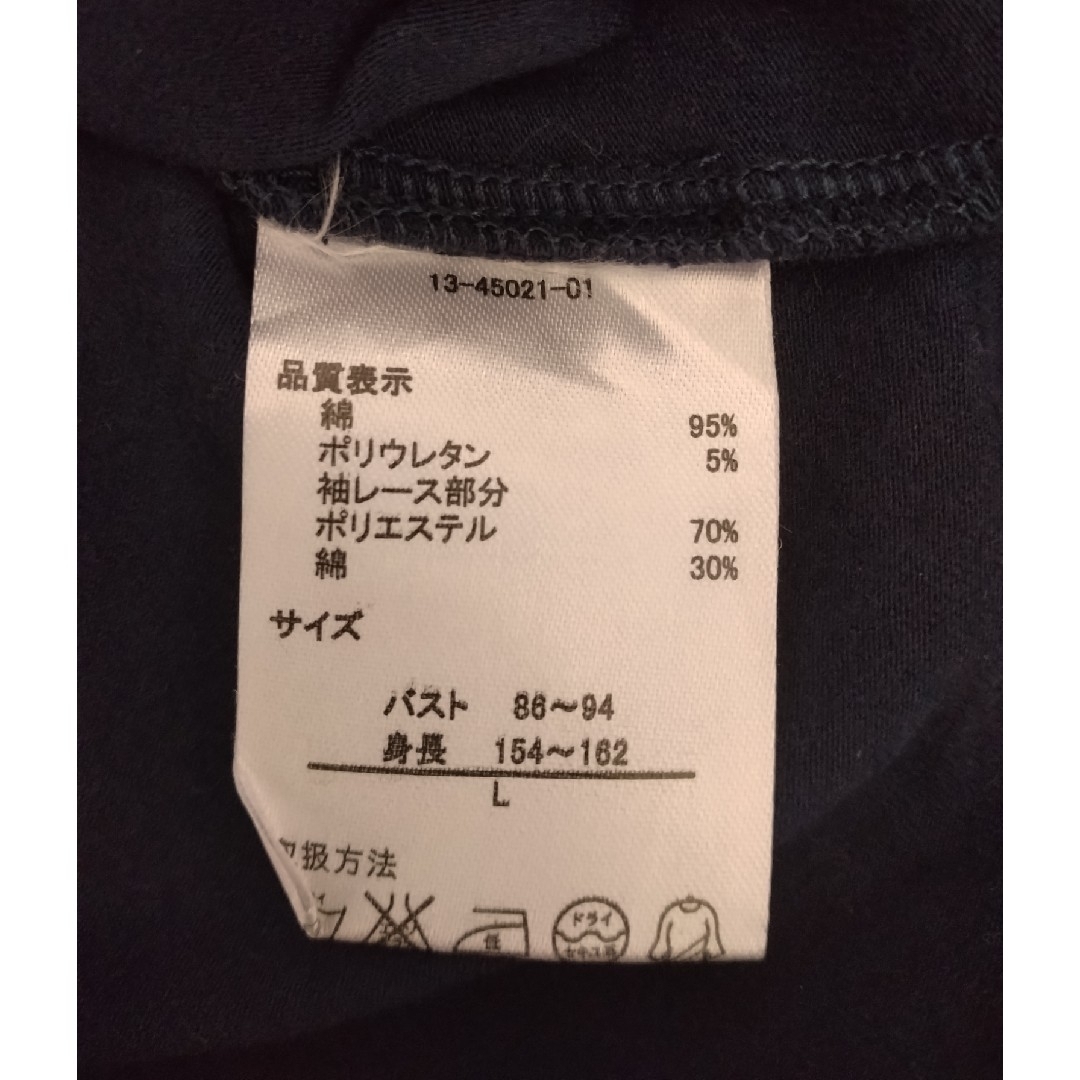 13-45021-01
品質表示
綿 95%
ポリウレタン 5%
袖レース部分
ポリエステル 70%
綿 30%
サイズ
バスト 86～94
身長 154～162
L
取扱方法
ドライ